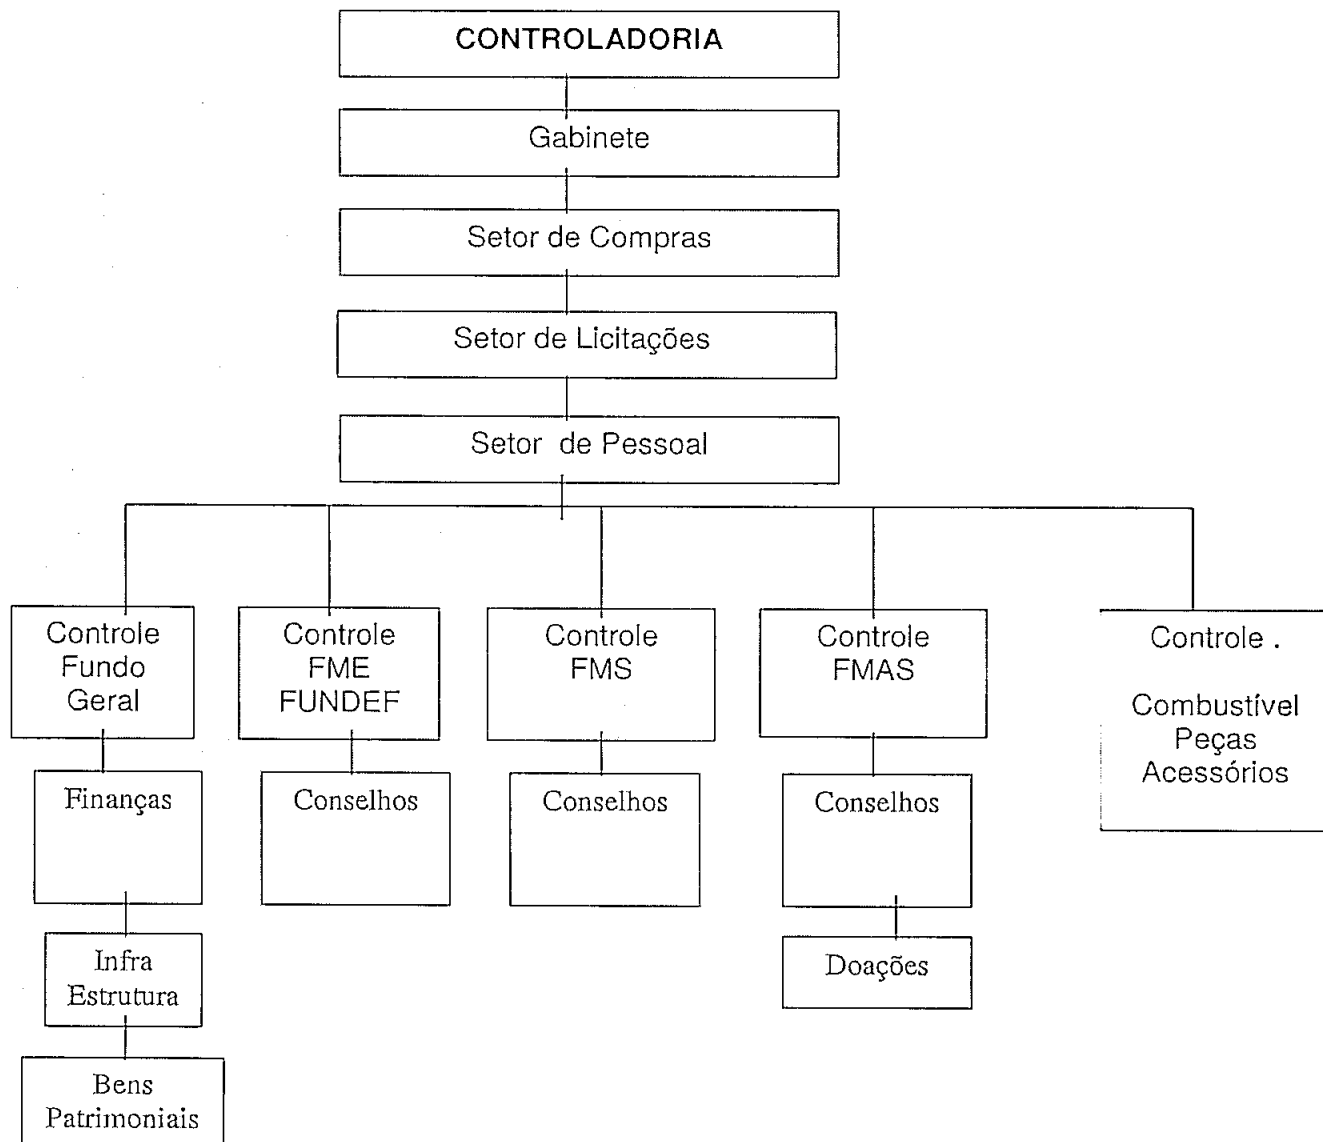 CONTROLADORIA
Gabinete
Setor de Compras
Setor de Licitações
Setor de Pessoal
Controle
Fundo
Geral
Controle
FME
FUNDEF
Controle
FMS
Controle
FMAS
Controle .
Combustível
Peças
Acessórios
Finanças
Conselhos
Conselhos
Conselhos
Infra
Estrutura
Doações
Bens
Patrimoniais